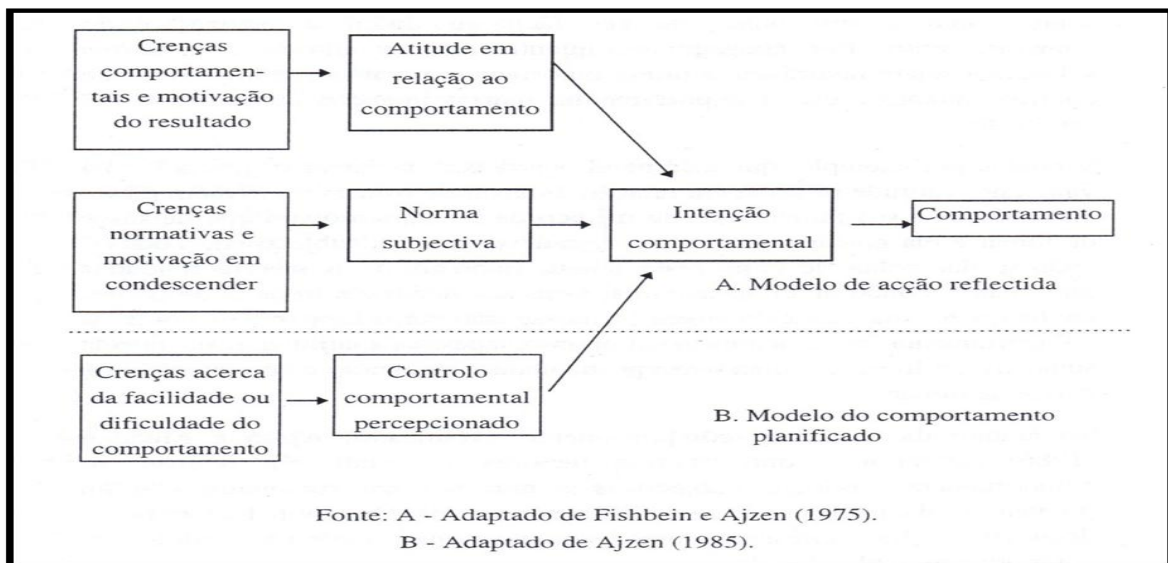 Crenças
comportamen-
tais e motivação
do resultado
Atitude em
relação ao
comportamento
Crenças
normativas e
motivação em
condescender
Norma
subjectiva
Intenção
comportamental
Comportamento
A. Modelo de acção reflectida
Crenças acerca
da facilidade ou
dificuldade do
comportamento
Controlo
comportamental
percepcionado
B. Modelo do comportamento
planificado
Fonte: A - Adaptado de Fishbein e Ajzen (1975).
B - Adaptado de Ajzen (1985).